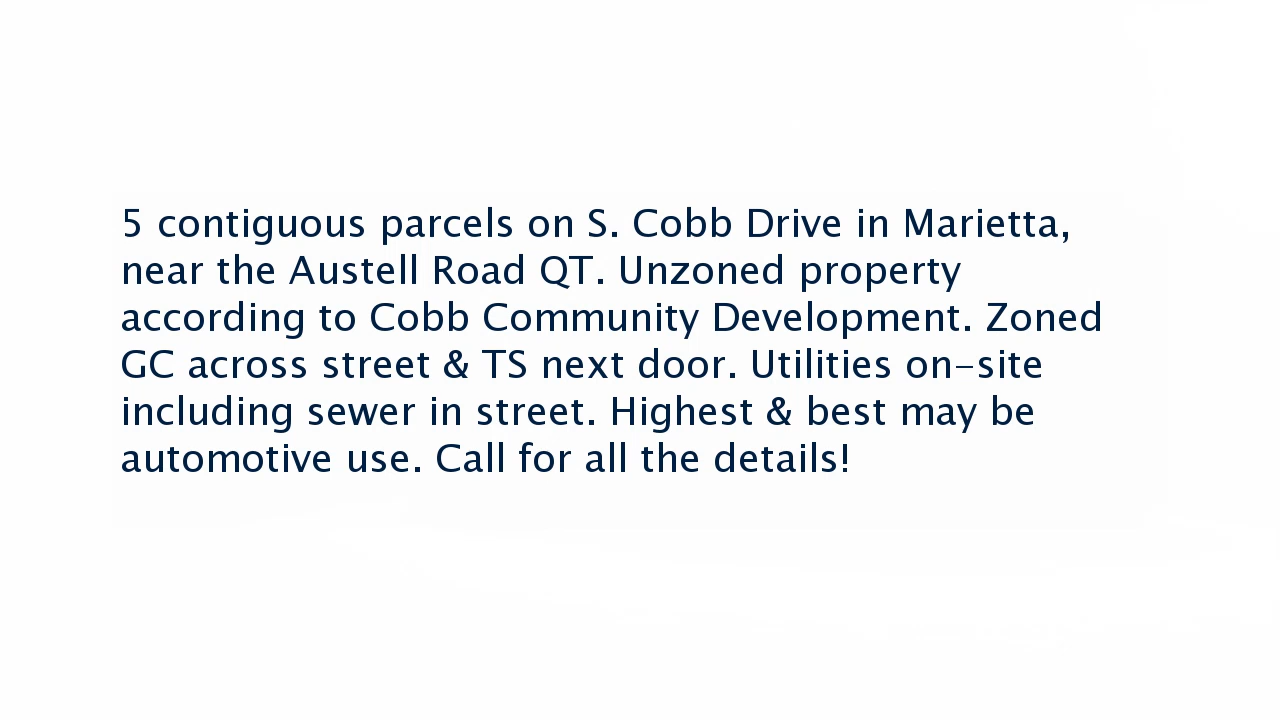 5 contiguous parcels on S. Cobb Drive in Marietta,
near the Austell Road QT. Unzoned property
according to Cobb Community Development. Zoned
GC across street & TS next door. Utilities on-site
including sewer in street. Highest & best may be
automotive use. Call for all the details!